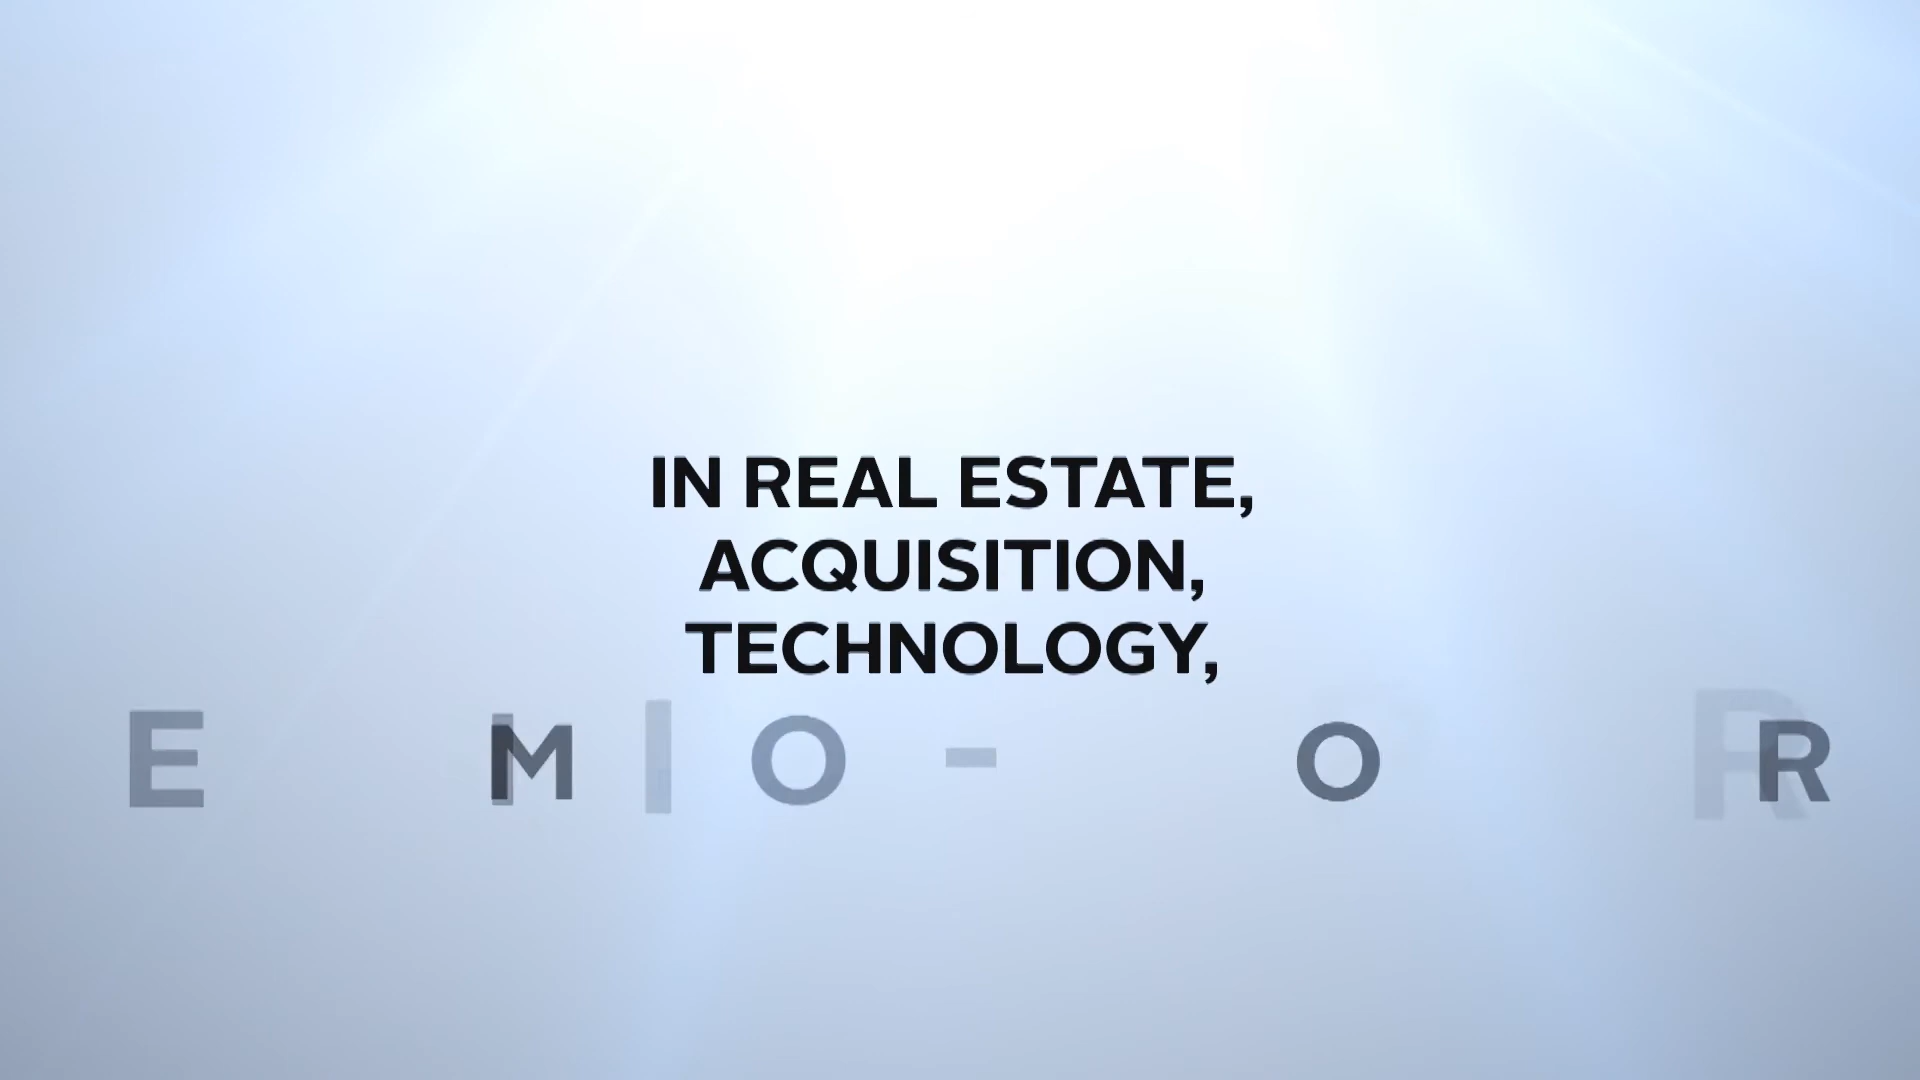 IN REAL ESTATE,
ACQUISITION,
TECHNOLOGY,